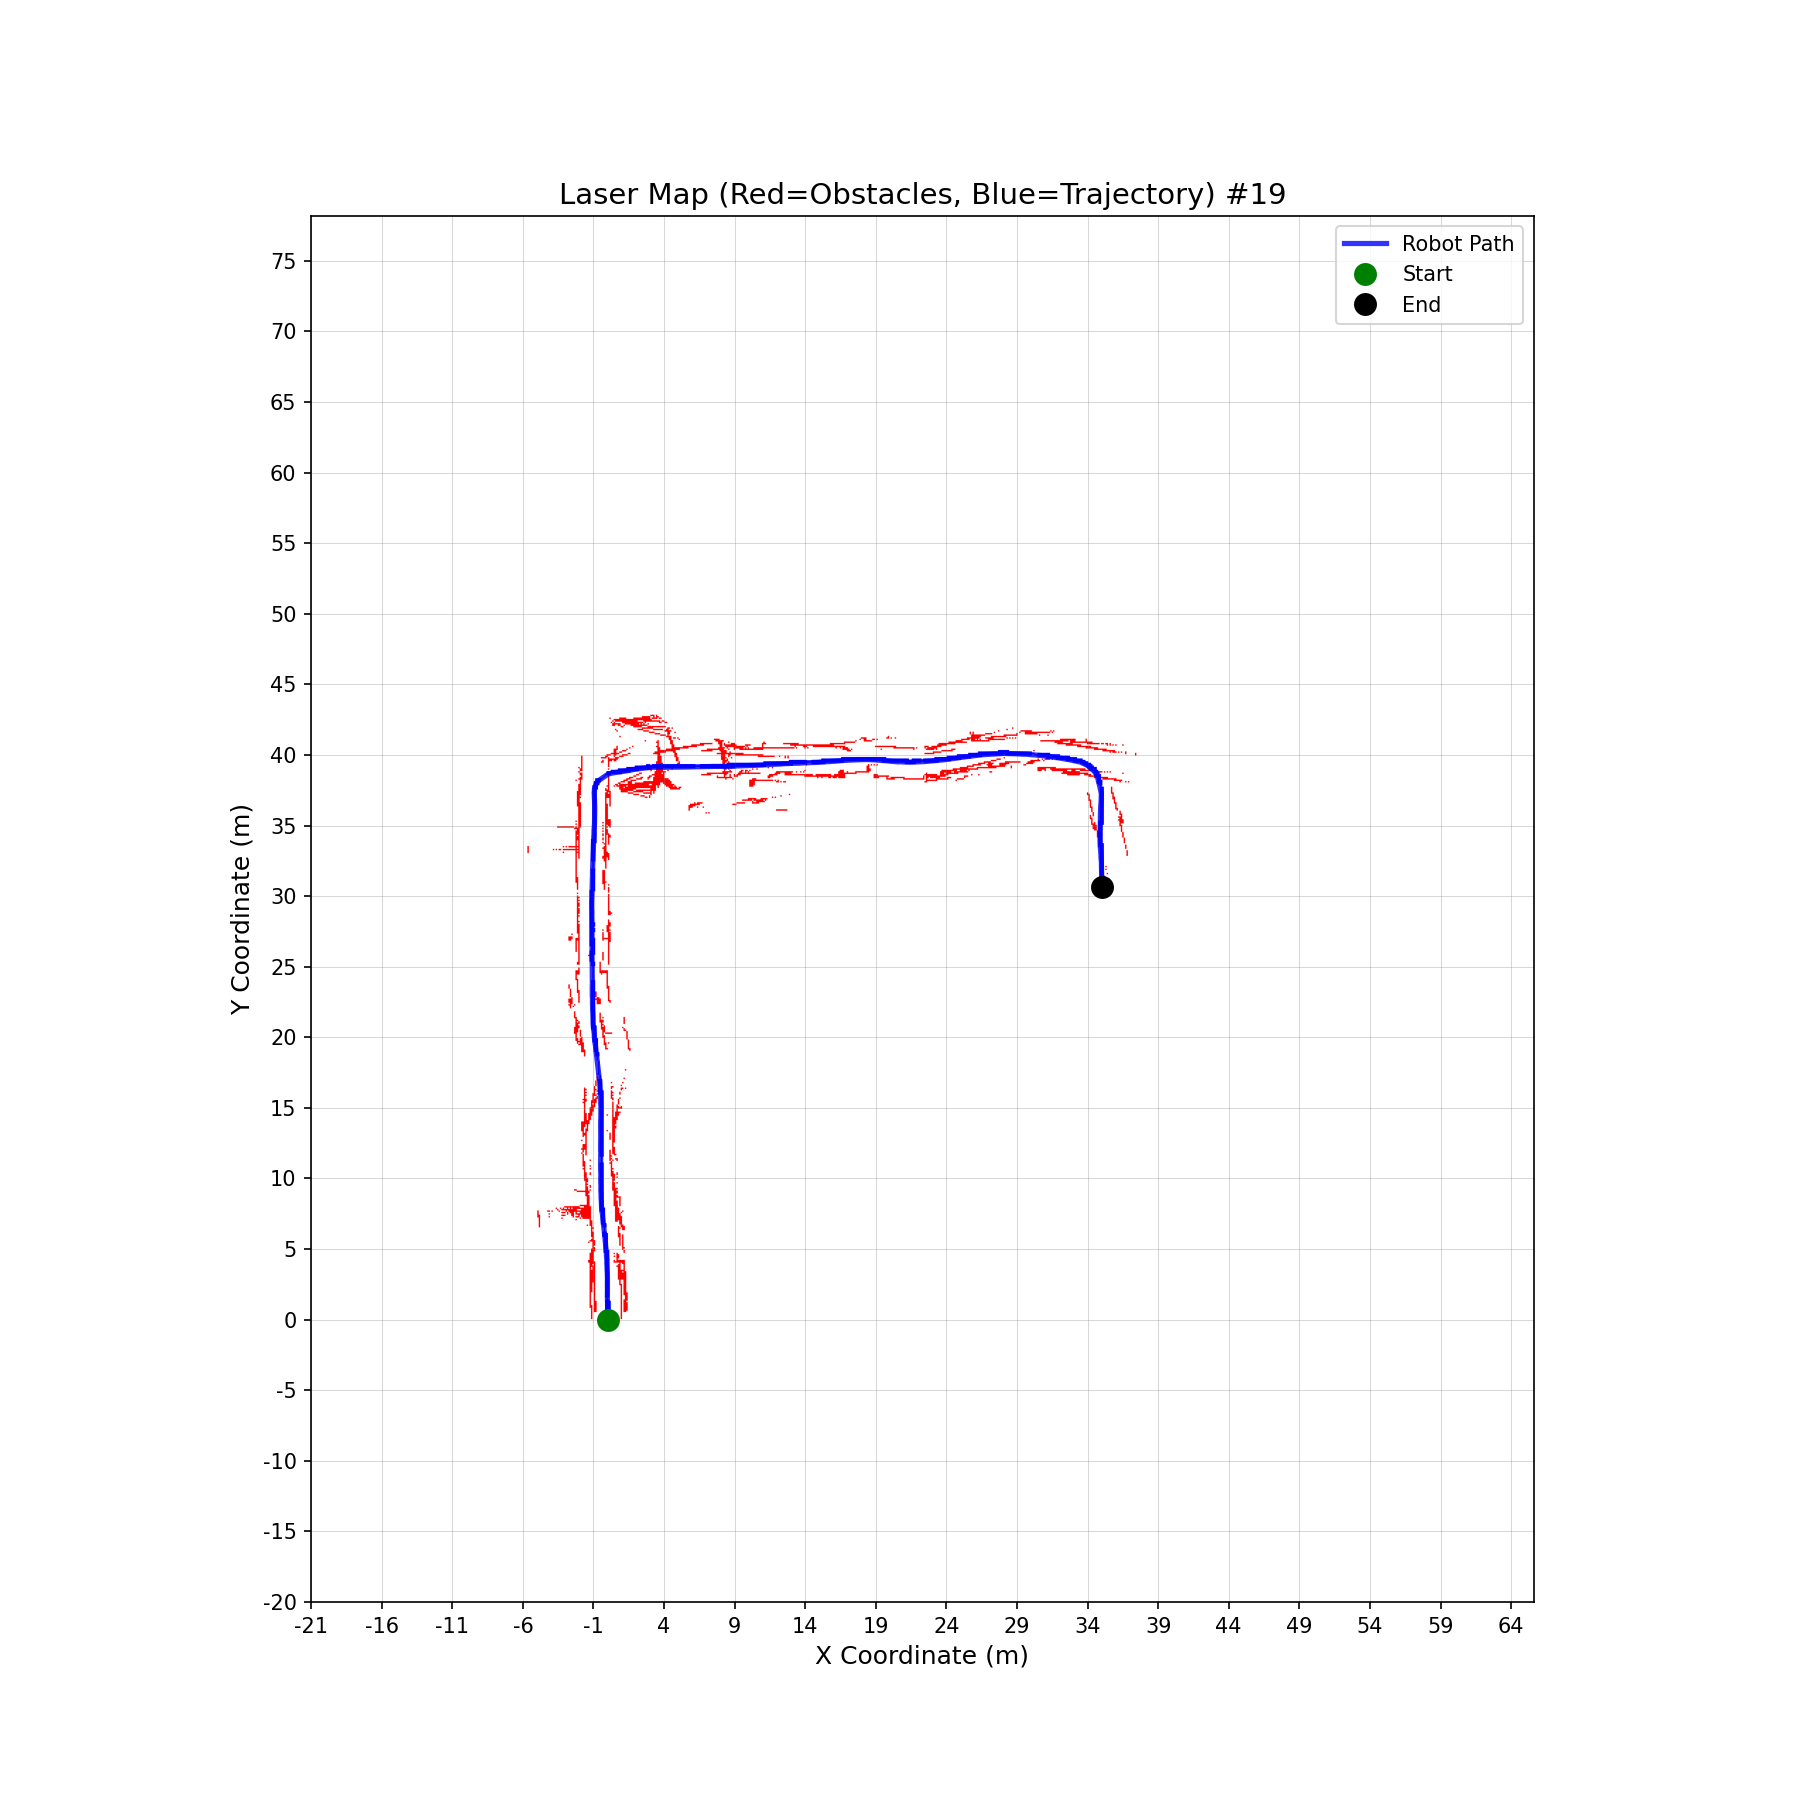 Laser Map (Red=Obstacles, Blue=Trajectory) #19
Robot Path
Start
End
75
70
65
60
55
50
45
40
35
30
25
20
15
10
5
0
-5
-10
-15
-20
Y Coordinate (m)
-21 -16 -11 -6 -1 4 9 14 19 24 29 34 39 44 49 54 59 64
X Coordinate (m)